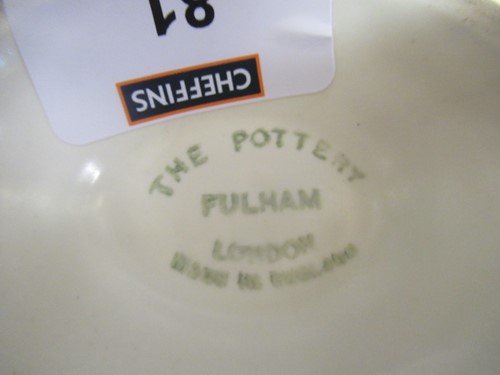 81
CHEFFINS
THE POTTERY
FULHAM
LONDON
MADE IN ENGLAND